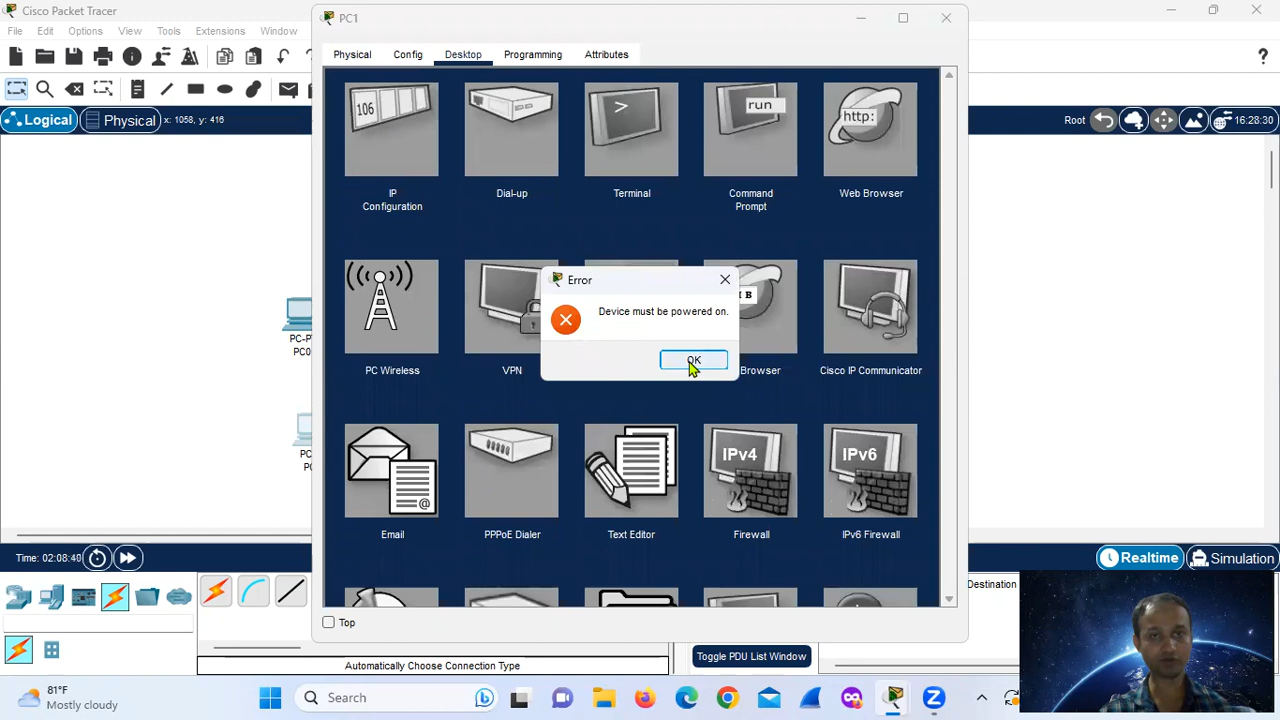 Cisco Packet Tracer
File Edit Options View Tools Extensions Window
Logical Physical x: 1058, y: 416
Root 16:28:30
PC1
Physical Config Desktop Programming Attributes
106
>
run
http:
IP
Configuration
Dial-up
Terminal
Command
Prompt
Web Browser
Error
Device must be powered on.
OK
PC Wireless
VPN
Browser
Cisco IP Communicator
@
IPv4
IPv6
Email
PPPoE Dialer
Text Editor
Firewall
IPv6 Firewall
Top
PC0
Time: 02:08:40
Realtime Simulation
Automatically Choose Connection Type
Destination
Toggle PDU List Window
81°F
Mostly cloudy
Search